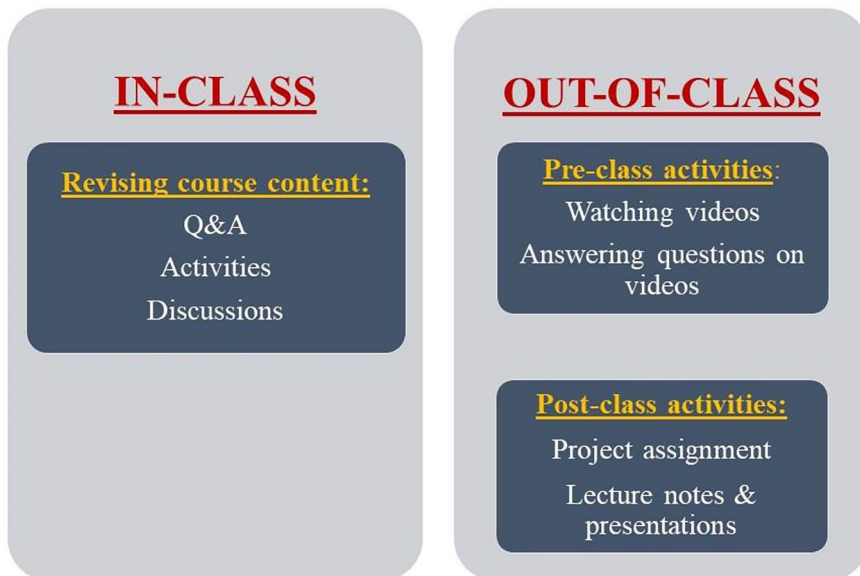 IN-CLASS
Revising course content:
Q&A
Activities
Discussions
OUT-OF-CLASS
Pre-class activities:
Watching videos
Answering questions on
videos
Post-class activities:
Project assignment
Lecture notes &
presentations